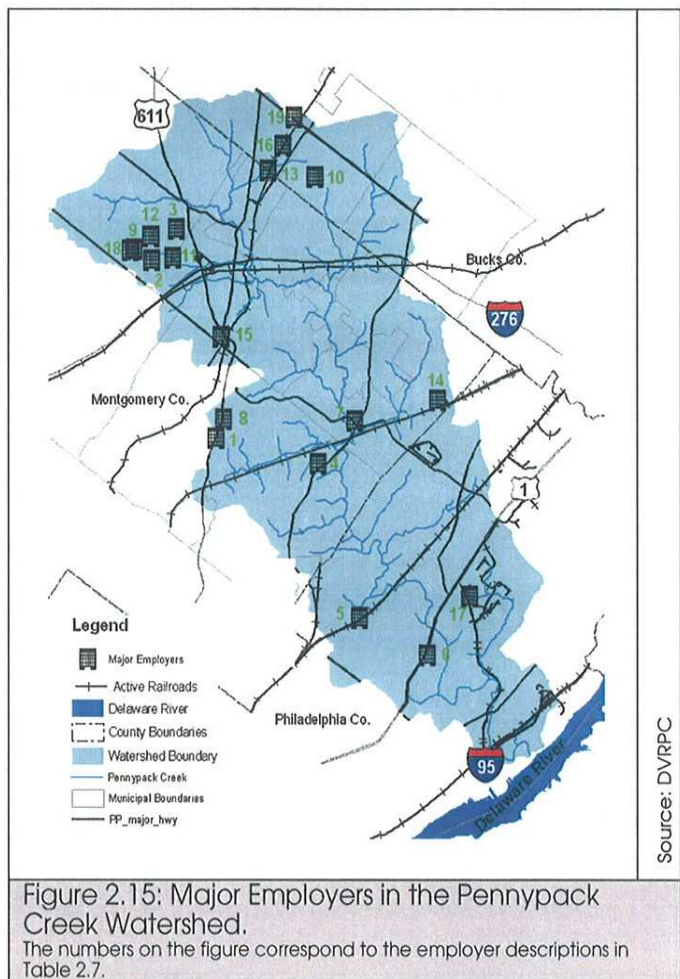 611
19
16
13
10
12
3
9
18
11
2
Bucks Co.
276
15
Montgomery Co.
14
8
7
1
4
1
5
17
6
Legend
Major Employers
Active Railroads
Delaware River
County Boundaries
Watershed Boundary
Pennypack Creek
Municipal Boundaries
PP_major_hwy
Philadelphia Co.
95
Delaware River
Source: DVRPC
Figure 2.15: Major Employers in the Pennypack
Creek Watershed.
The numbers on the figure correspond to the employer descriptions in
Table 2.7.